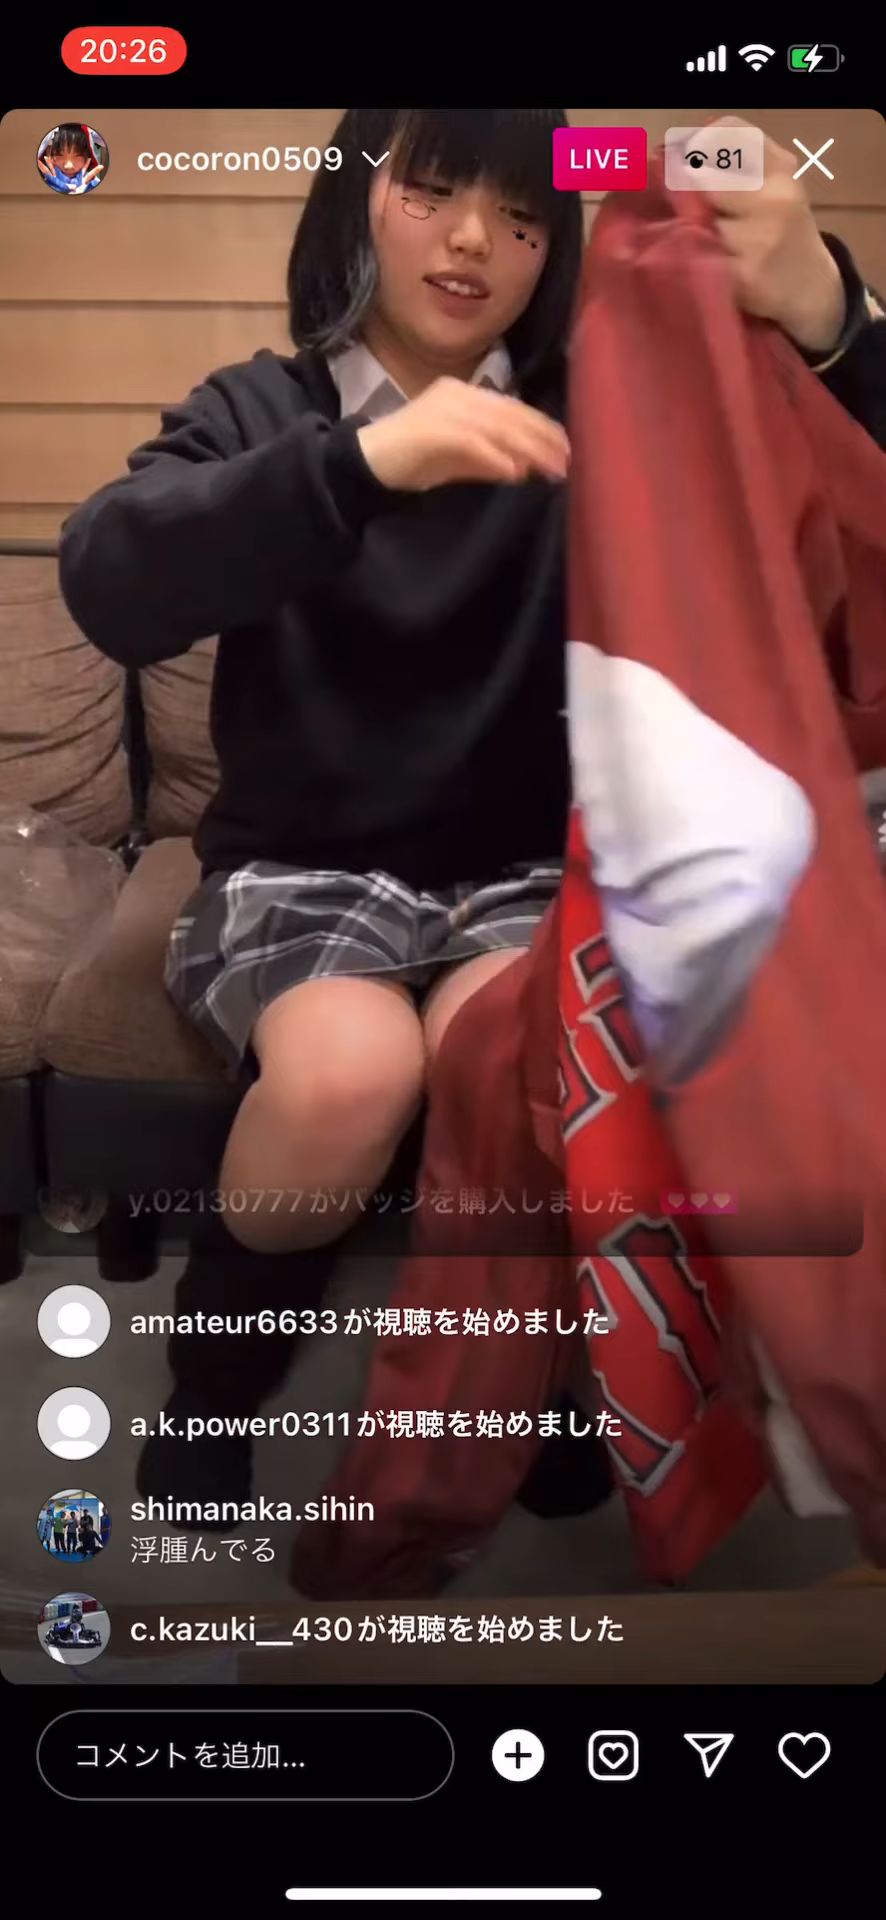 20:26
cocoron0509
LIVE
81
y.02130777がバッジを購入しました
amateur6633が視聴を始めました
a.k.power0311が視聴を始めました
shimanaka.sihin
浮腫んでる
c.kazuki__430が視聴を始めました
コメントを追加...